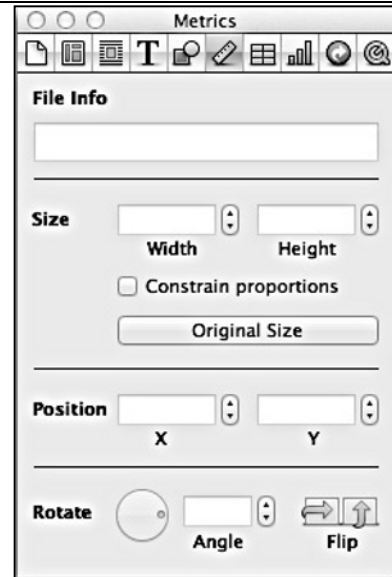 Metrics
T
File Info
Size
Width
Height
Constrain proportions
Original Size
Position
X
Y
Rotate
Angle
Flip